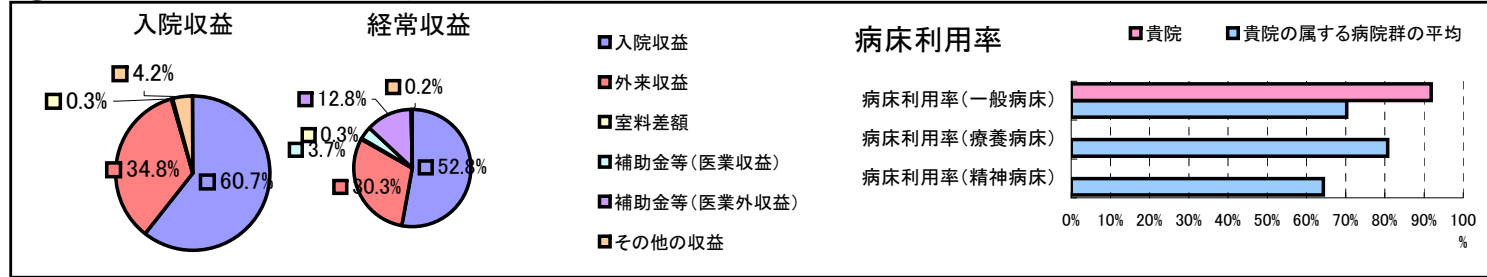 入院収益
4.2%
0.3%
34.8%
60.7%
経常収益
0.2%
12.8%
0.3%
3.7%
30.3%
52.8%
入院収益
外来収益
室料差額
補助金等(医業収益)
補助金等(医業外収益)
その他の収益
病床利用率
貴院
貴院の属する病院群の平均
病床利用率(一般病床)
病床利用率(療養病床)
病床利用率(精神病床)
0% 10% 20% 30% 40% 50% 60% 70% 80% 90% 100
%